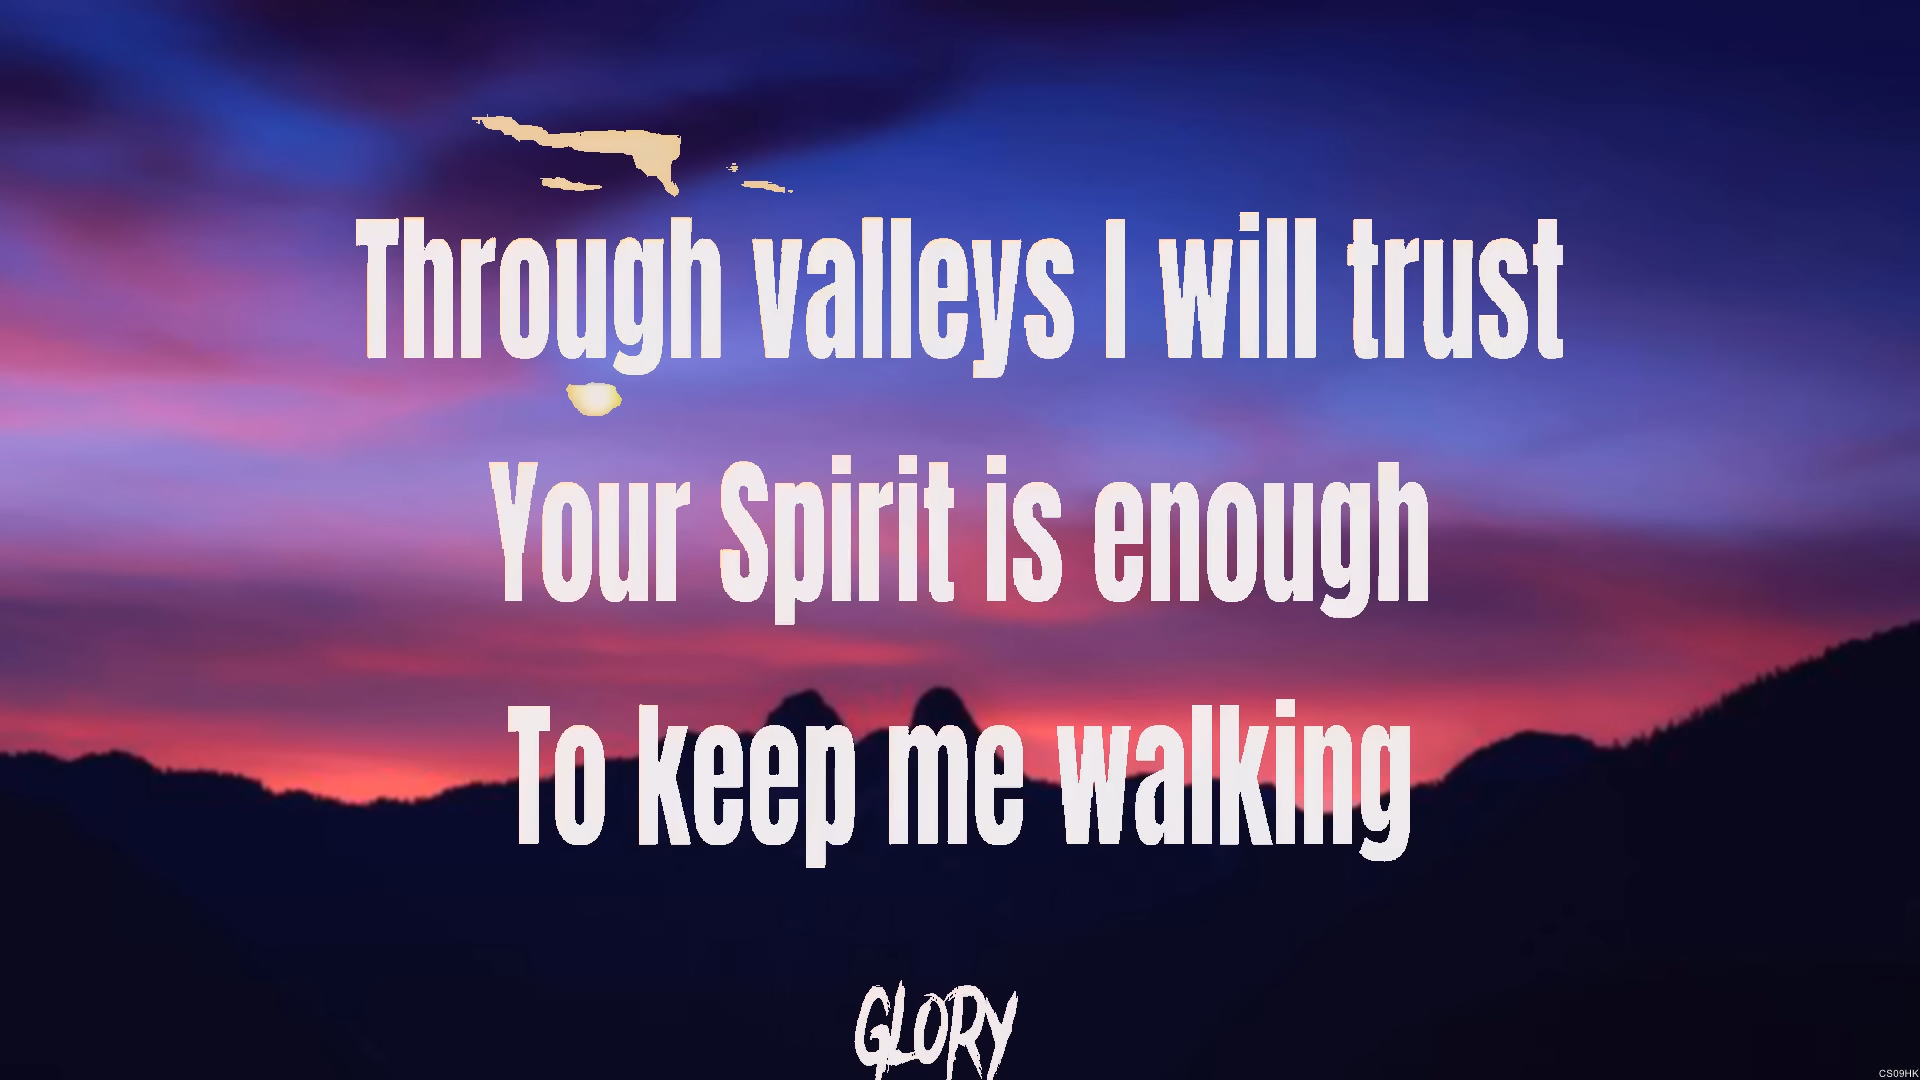 Through valleys I will trust
Your Spirit is enough
To keep me walking
GLORY
CS09HK